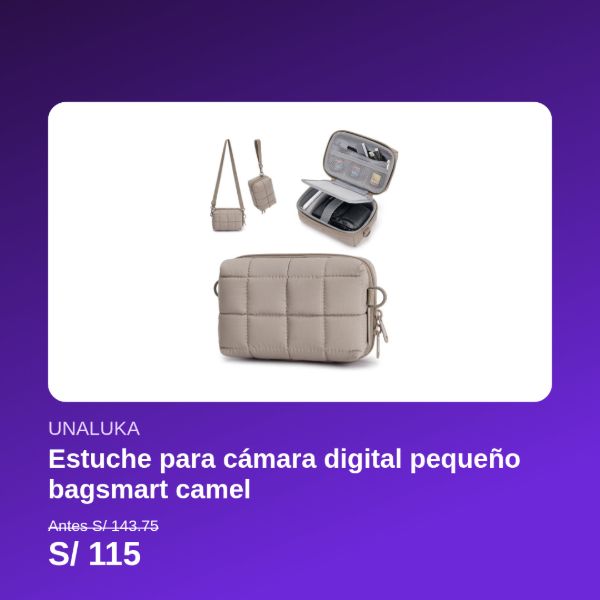 UNALUKA
Estuche para cámara digital pequeño
bagsmart camel
Antes S/ 143.75
S/ 115